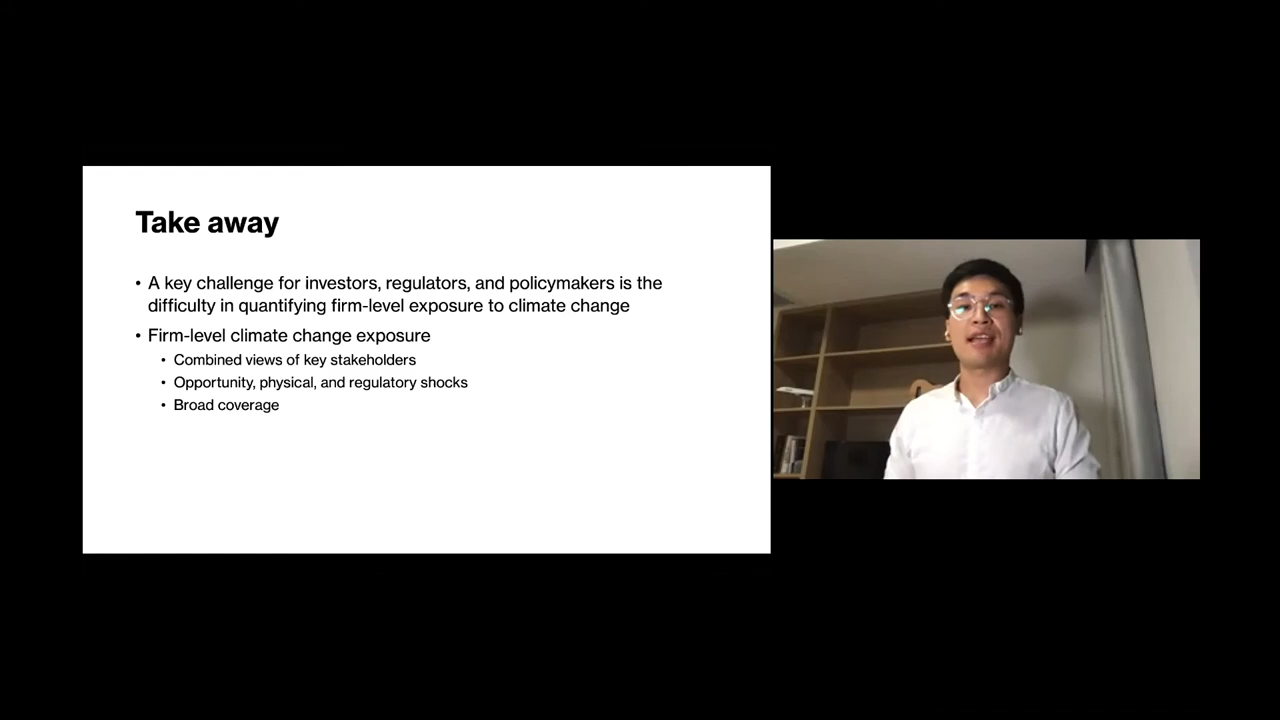 Take away
• A key challenge for investors, regulators, and policymakers is the
difficulty in quantifying firm-level exposure to climate change
• Firm-level climate change exposure
• Combined views of key stakeholders
• Opportunity, physical, and regulatory shocks
• Broad coverage